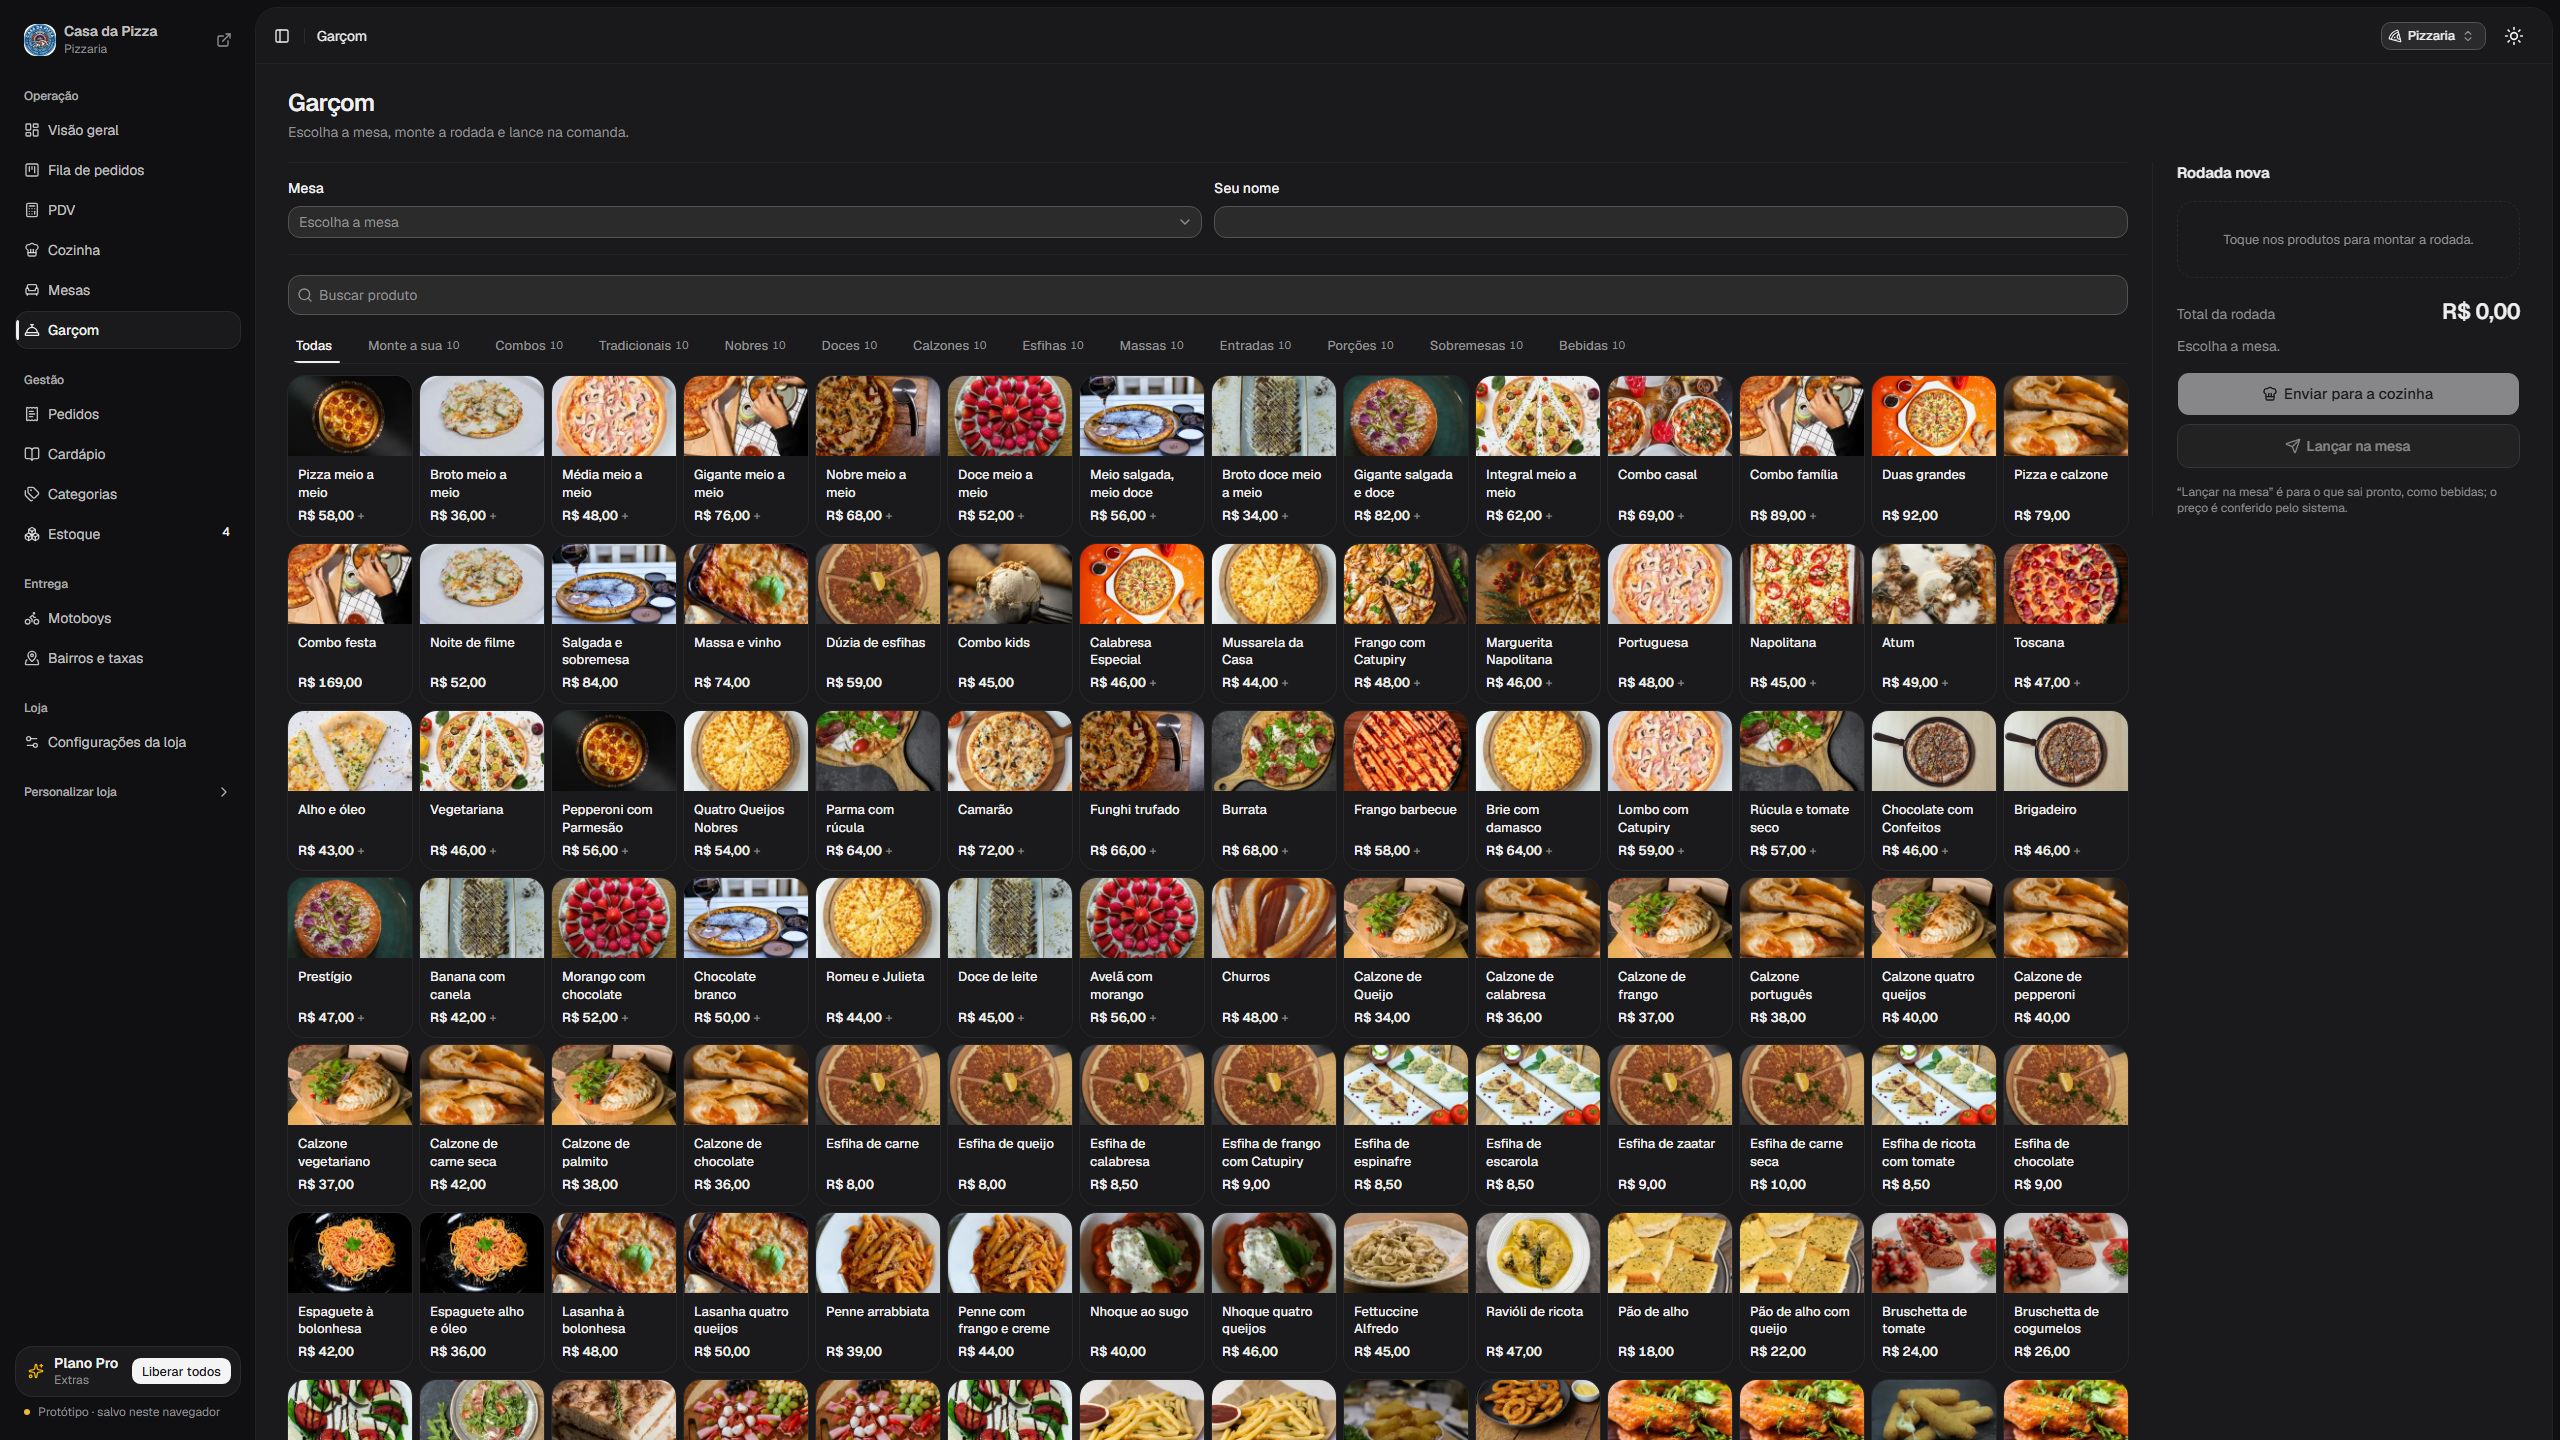 Casa da Pizza
Pizzaria
Operação
Visão geral
Fila de pedidos
PDV
Cozinha
Mesas
Garçom
Gestão
Pedidos
Cardápio
Categorias
Estoque 4
Entrega
Motoboys
Bairros e taxas
Loja
Configurações da loja
Personalizar loja
Plano Pro
Extras
Liberar todos
Protótipo · salvo neste navegador
Garçom
Pizzaria
Garçom
Escolha a mesa, monte a rodada e lance na comanda.
Mesa
Escolha a mesa
Seu nome
Buscar produto
Todas Monte a sua 10 Combos 10 Tradicionais 10 Nobres 10 Doces 10 Calzones 10 Esfihas 10 Massas 10 Entradas 10 Porções 10 Sobremesas 10 Bebidas 10
Pizza meio a meio
R$ 58,00 +
Broto meio a meio
R$ 36,00 +
Média meio a meio
R$ 48,00 +
Gigante meio a meio
R$ 76,00 +
Nobre meio a meio
R$ 68,00 +
Doce meio a meio
R$ 52,00 +
Meio salgada, meio doce
R$ 56,00 +
Broto doce meio a meio
R$ 34,00 +
Gigante salgada e doce
R$ 82,00 +
Integral meio a meio
R$ 62,00 +
Combo casal
R$ 69,00 +
Combo família
R$ 89,00 +
Duas grandes
R$ 92,00
Pizza e calzone
R$ 79,00
Combo festa
R$ 169,00
Noite de filme
R$ 52,00
Salgada e sobremesa
R$ 84,00
Massa e vinho
R$ 74,00
Dúzia de esfihas
R$ 59,00
Combo kids
R$ 45,00
Calabresa Especial
R$ 46,00 +
Mussarela da Casa
R$ 44,00 +
Frango com Catupiry
R$ 48,00 +
Marguerita Napolitana
R$ 46,00 +
Portuguesa
R$ 48,00 +
Napolitana
R$ 45,00 +
Atum
R$ 49,00 +
Toscana
R$ 47,00 +
Alho e óleo
R$ 43,00 +
Vegetariana
R$ 46,00 +
Pepperoni com Parmesão
R$ 56,00 +
Quatro Queijos Nobres
R$ 54,00 +
Parma com rúcula
R$ 64,00 +
Camarão
R$ 72,00 +
Funghi trufado
R$ 66,00 +
Burrata
R$ 68,00 +
Frango barbecue
R$ 58,00 +
Brie com damasco
R$ 64,00 +
Lombo com Catupiry
R$ 59,00 +
Rúcula e tomate seco
R$ 57,00 +
Chocolate com Confeitos
R$ 46,00 +
Brigadeiro
R$ 46,00 +
Prestígio
R$ 47,00 +
Banana com canela
R$ 42,00 +
Morango com chocolate
R$ 52,00 +
Chocolate branco
R$ 50,00 +
Romeu e Julieta
R$ 44,00 +
Doce de leite
R$ 45,00 +
Avelã com morango
R$ 56,00 +
Churros
R$ 48,00 +
Calzone de Queijo
R$ 34,00
Calzone de calabresa
R$ 36,00
Calzone de frango
R$ 37,00
Calzone português
R$ 38,00
Calzone quatro queijos
R$ 40,00
Calzone de pepperoni
R$ 40,00
Calzone vegetariano
R$ 37,00
Calzone de carne seca
R$ 42,00
Calzone de palmito
R$ 38,00
Calzone de chocolate
R$ 36,00
Esfiha de carne
R$ 8,00
Esfiha de queijo
R$ 8,00
Esfiha de calabresa
R$ 8,50
Esfiha de frango com Catupiry
R$ 9,00
Esfiha de espinafre
R$ 8,50
Esfiha de escarola
R$ 8,50
Esfiha de zaatar
R$ 9,00
Esfiha de carne seca
R$ 10,00
Esfiha de ricota com tomate
R$ 8,50
Esfiha de chocolate
R$ 9,00
Espaguete à bolonhesa
R$ 42,00
Espaguete alho e óleo
R$ 36,00
Lasanha à bolonhesa
R$ 48,00
Lasanha quatro queijos
R$ 50,00
Penne arrabbiata
R$ 39,00
Penne com frango e creme
R$ 44,00
Nhoque ao sugo
R$ 40,00
Nhoque quatro queijos
R$ 46,00
Fettuccine Alfredo
R$ 45,00
Ravióli de ricota
R$ 47,00
Pão de alho
R$ 18,00
Pão de alho com queijo
R$ 22,00
Bruschetta de tomate
R$ 24,00
Bruschetta de cogumelos
R$ 26,00
Rodada nova
Toque nos produtos para montar a rodada.
Total da rodada R$ 0,00
Escolha a mesa.
Enviar para a cozinha
Lançar na mesa
“Lançar na mesa” é para o que sai pronto, como bebidas; o
preço é conferido pelo sistema.